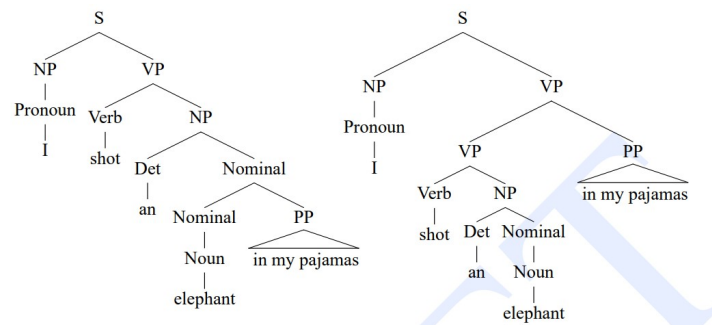 S
NP VP
Pronoun Verb NP
I shot Det Nominal
an Nominal PP
Noun in my pajamas
elephant
S
NP VP
Pronoun VP PP
I Verb NP in my pajamas
shot Det Nominal
an Noun
elephant